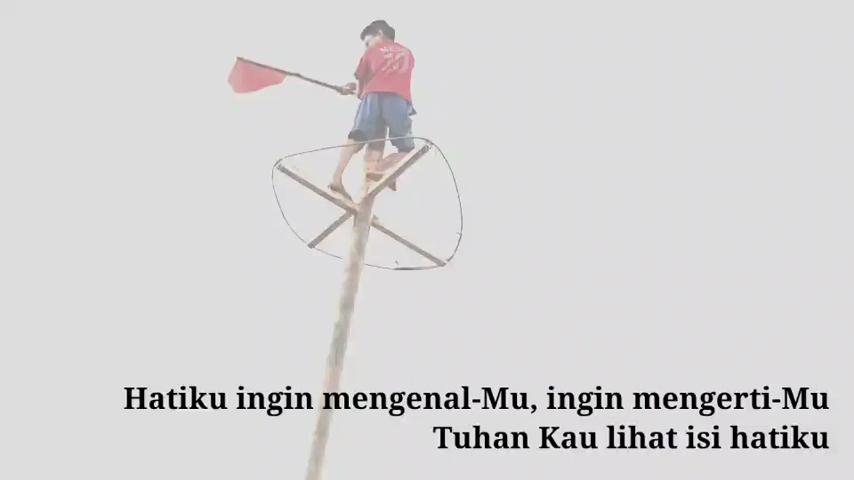 Hatiku ingin mengenal-Mu, ingin mengerti-Mu
Tuhan Kau lihat isi hatiku